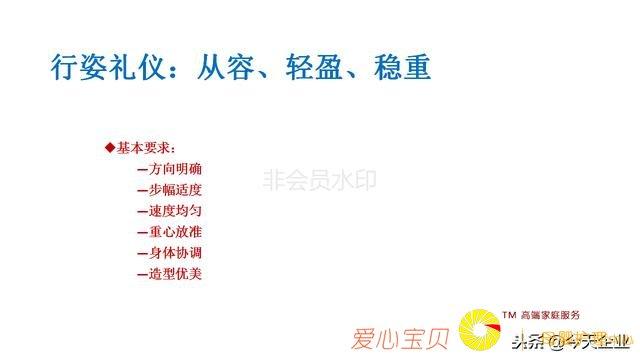 行姿礼仪：从容、轻盈、稳重
◆基本要求：
—方向明确
—步幅适度
—速度均匀
—重心放准
—身体协调
—造型优美
非会员水印
TM 高端家庭服务
爱心宝贝
头条 @今天企业